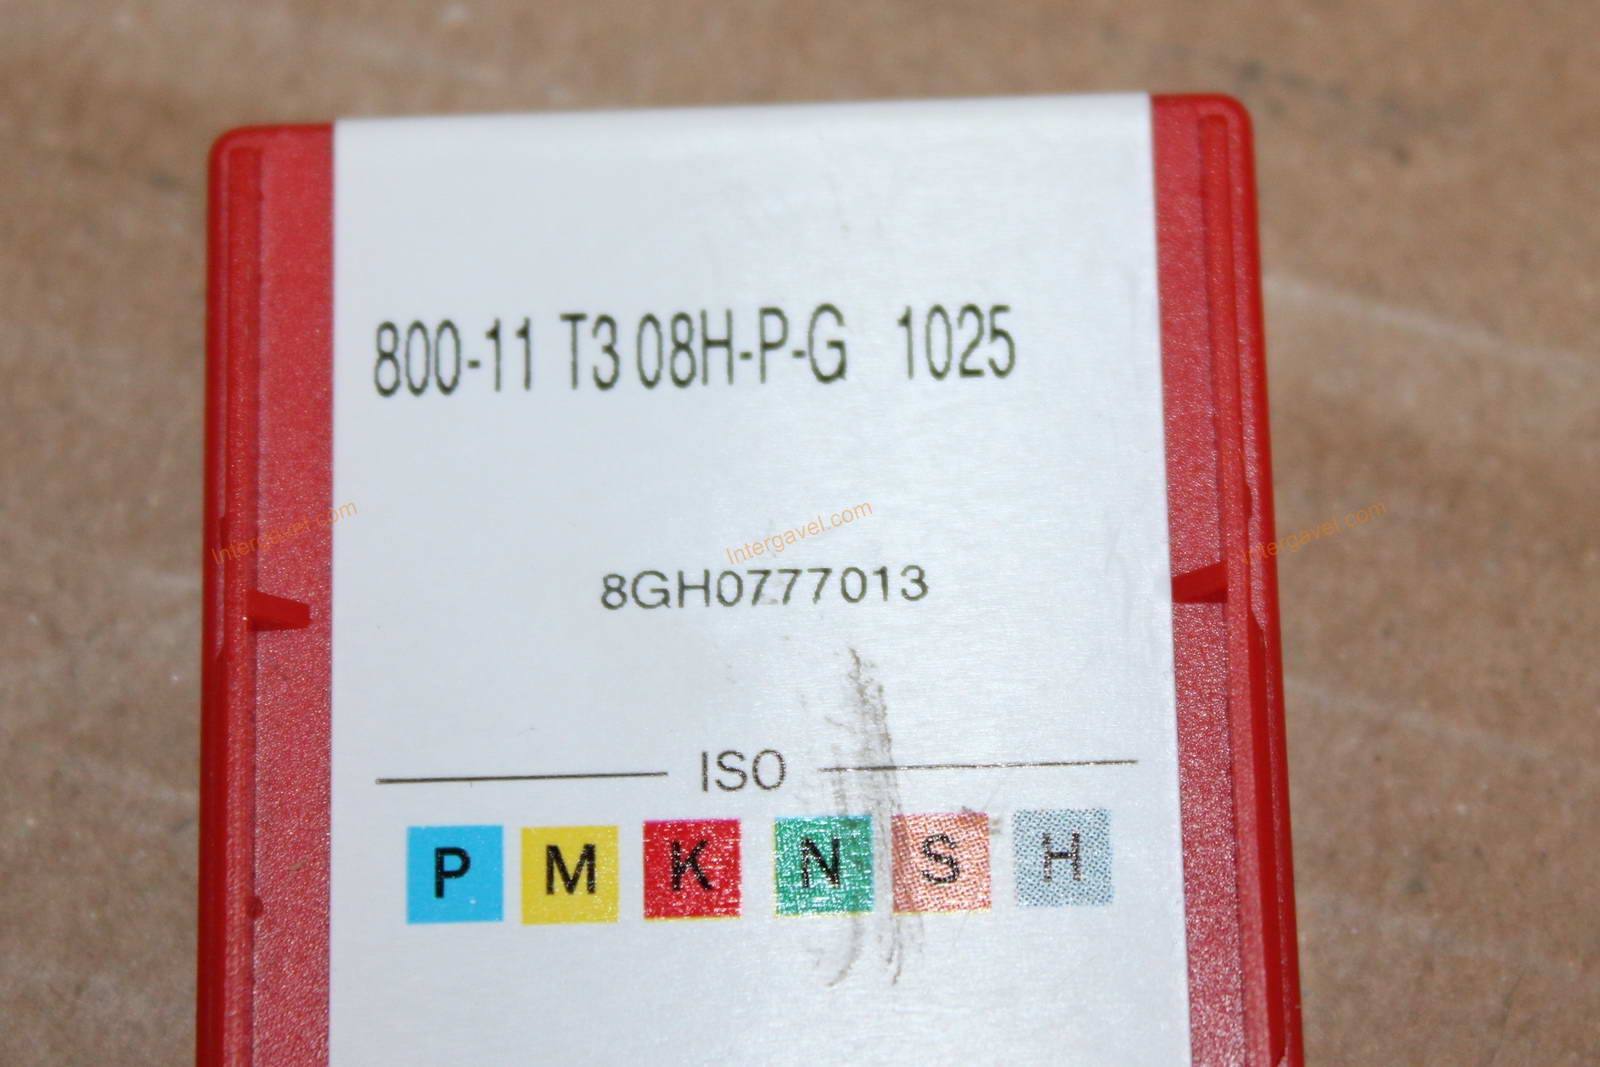 800-11 T3 08H-P-G 1025
Intergavel.com Intergavel.com Intergavel.com
8GH0777013
ISO
P M K N S H